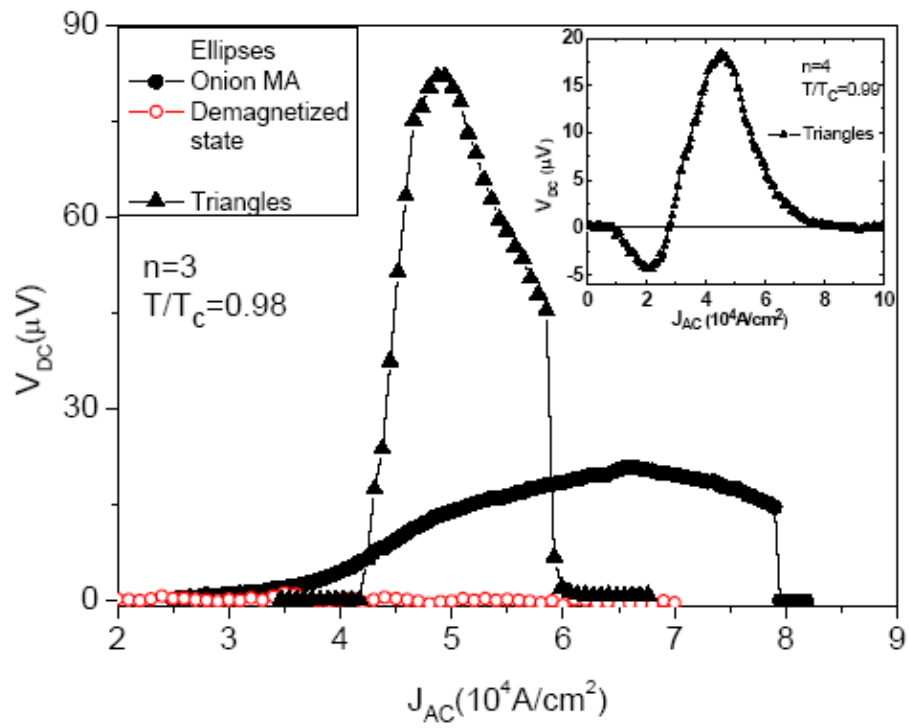 90
60
30
0
V_DC(μV)
Ellipses
Onion MA
Demagnetized
state
Triangles
n=3
T/T_C=0.98
2 3 4 5 6 7 8 9
J_AC(10^4A/cm^2)
20
15
10
5
0
-5
V_DC (μV)
n=4
T/T_C=0.99
Triangles
0 2 4 6 8 10
J_AC (10^4A/cm^2)